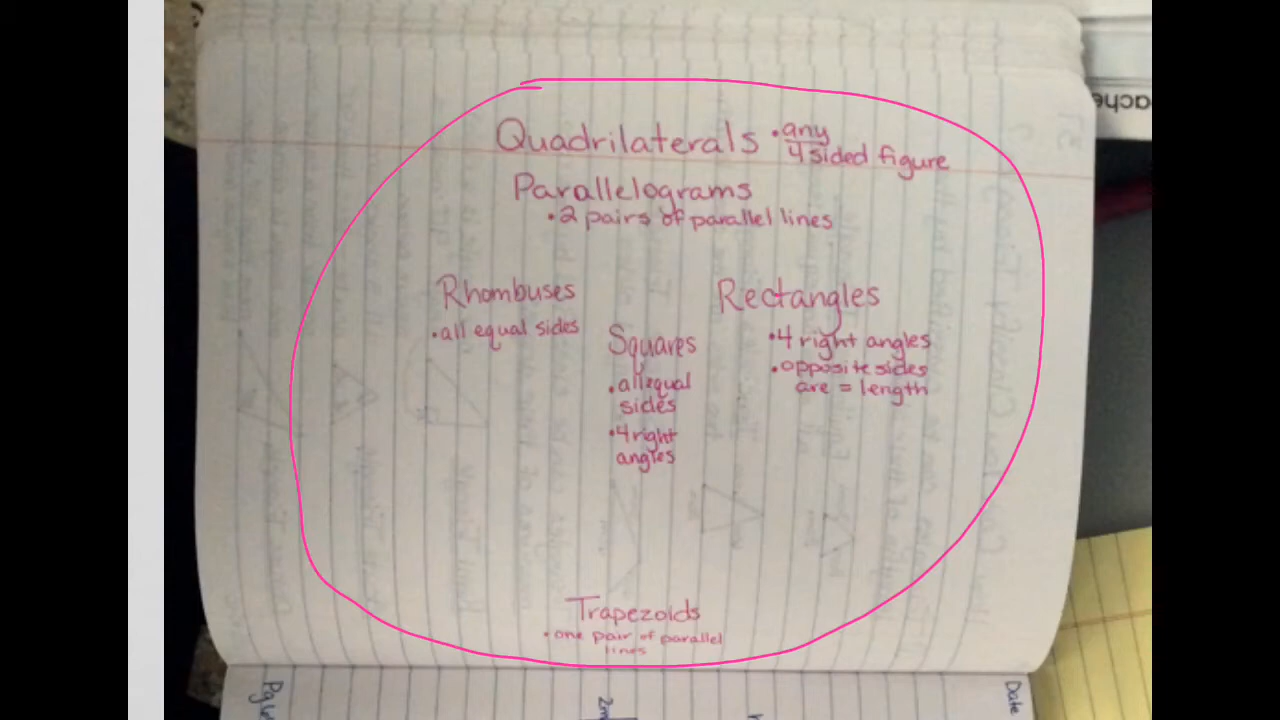 Quadrilaterals • any
4 sided figure
Parallelograms
• 2 pairs of parallel lines
Rhombuses
• all equal sides
Squares
• all equal
sides
• 4 right
angles
Rectangles
• 4 right angles
• opposite sides
are = length
Trapezoids
• one pair of parallel
lines
Date